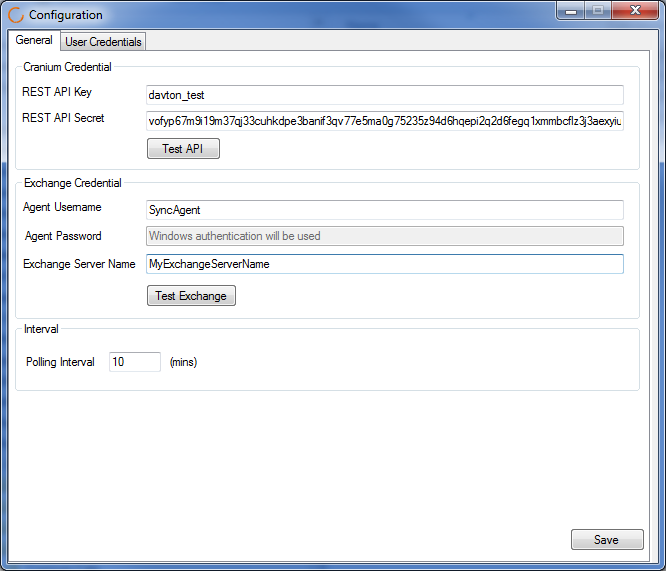 Configuration
General User Credentials
Cranium Credential
REST API Key davton_test
REST API Secret vofyp67m9i19m37qj33cuhkdpe3banif3qv77e5ma0g75235z94d6hqepi2q2d6fegq1xmmbcflz3j3aexyiu
Test API
Exchange Credential
Agent Username SyncAgent
Agent Password Windows authentication will be used
Exchange Server Name MyExchangeServerName
Test Exchange
Interval
Polling Interval 10 (mins)
Save